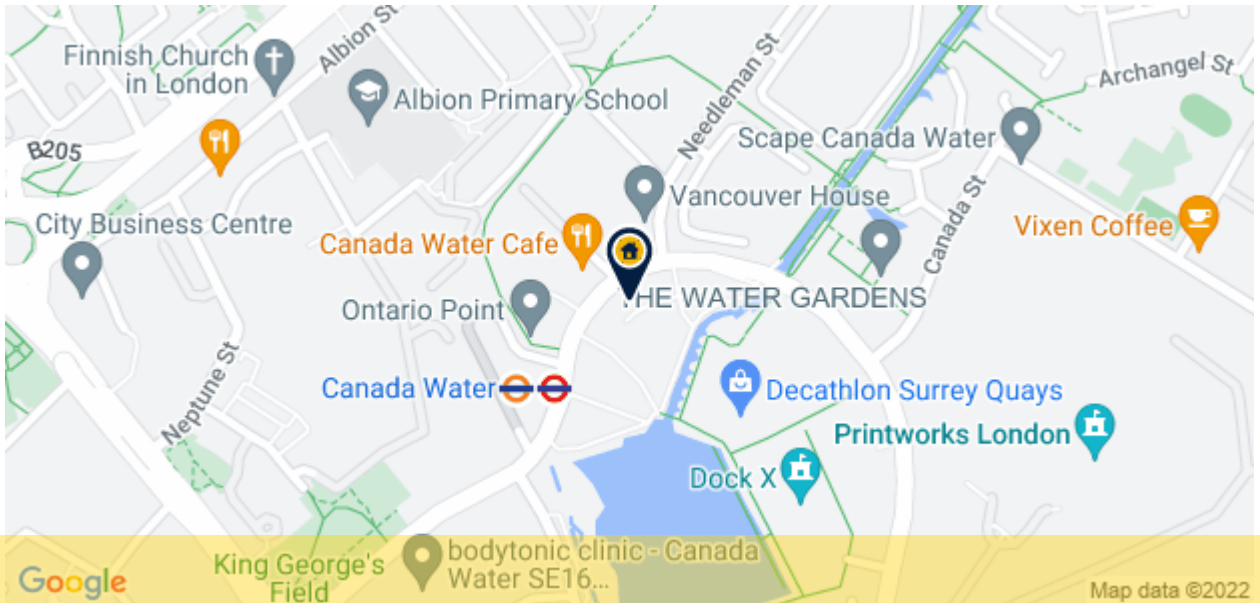 Finnish Church
in London
Albion St
Albion Primary School
Needleman St
Archangel St
Scape Canada Water
B205
Vancouver House
City Business Centre
Canada Water Cafe
Canada St
Vixen Coffee
Ontario Point
THE WATER GARDENS
Neptune St
Canada Water
Decathlon Surrey Quays
Printworks London
Dock X
King George's
Field
bodytonic clinic - Canada
Water SE16...
Google
Map data ©2022